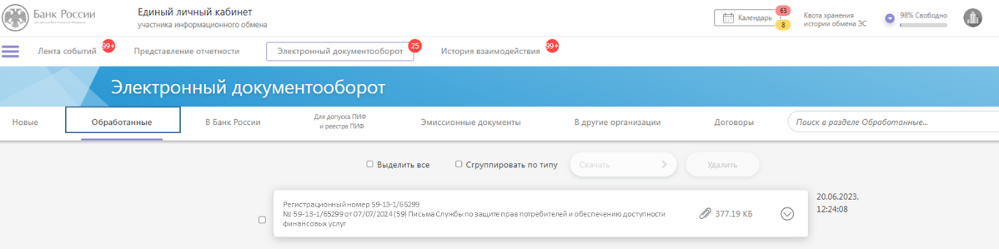 Банк России
Единый личный кабинет
участника информационного обмена
Календарь
63
8
Квота хранения
истории обмена ЭС
98% Свободно
Лента событий 99+
Представление отчетности
Электронный документооборот 25
История взаимодействия 99+
Электронный документооборот
Новые
Обработанные
В Банк России
Для допуска ПИФ
и реестра ПИФ
Эмиссионные документы
В другие организации
Договоры
Поиск в разделе Обработанные...
Выделить все
Сгруппировать по типу
Скачать
Удалить
Регистрационный номер 59-13-1/65299
№ 59-13-1/65299 от 07/07/2024 (59) Письма Службы по защите прав потребителей и обеспечению доступности
финансовых услуг
377.19 КБ
20.06.2023,
12:24:08